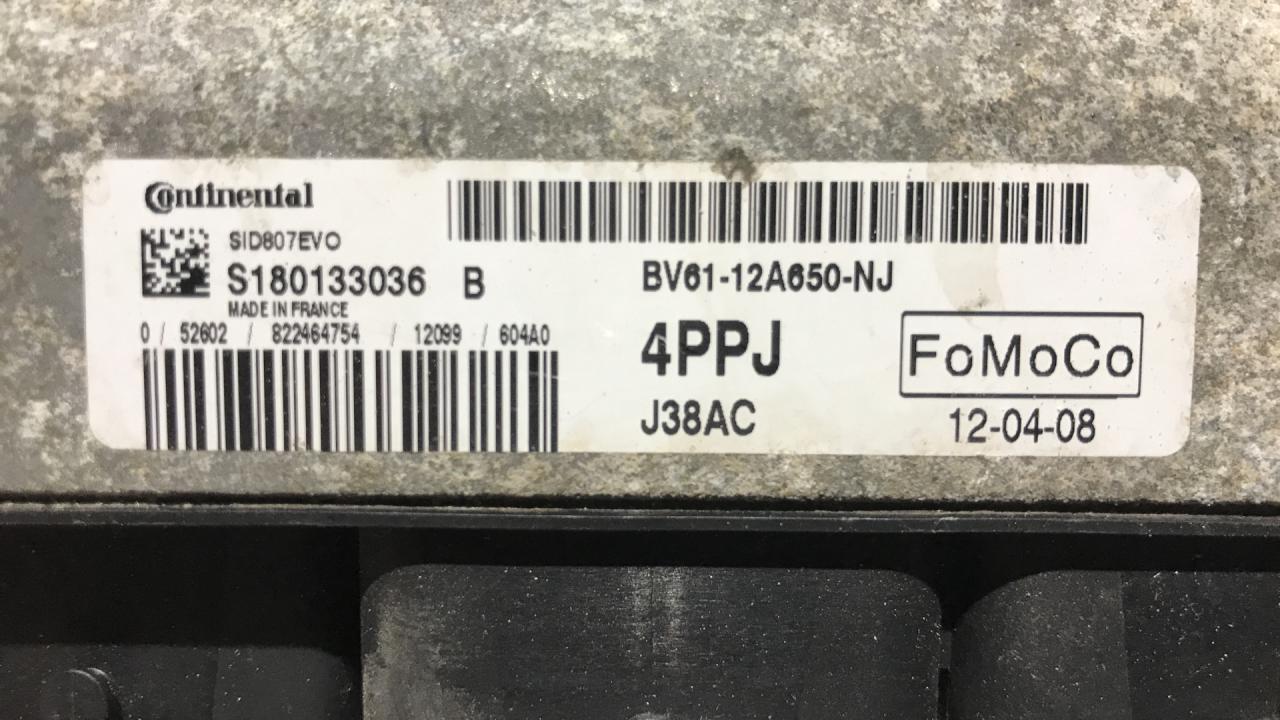 Continental
SID807EVO
S180133036 B
MADE IN FRANCE
0 / 52602 / 822464754 / 12099 / 604A0
BV61-12A650-NJ
4PPJ
J38AC
FoMoCo
12-04-08